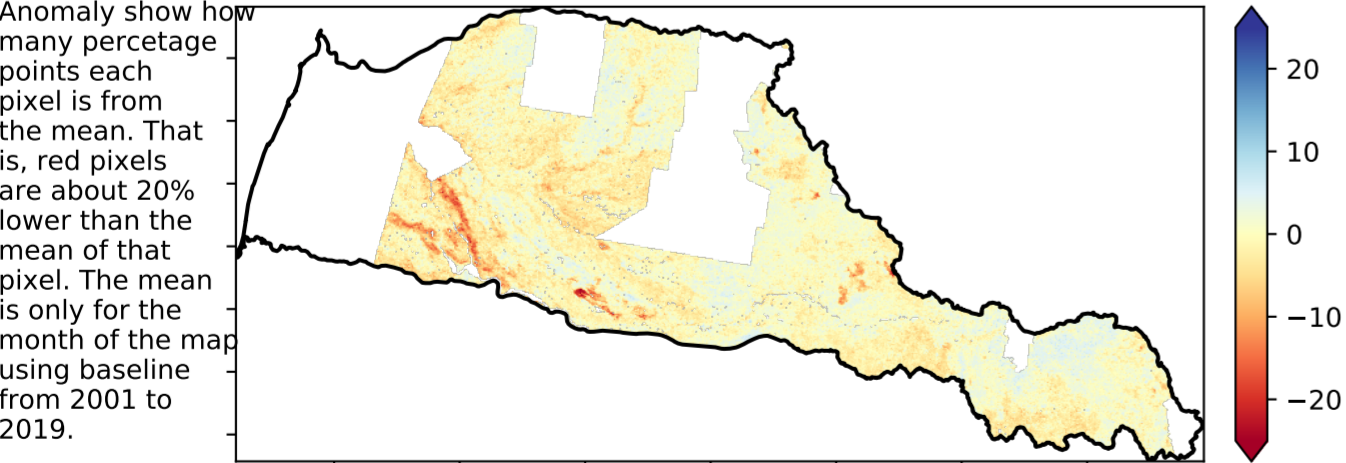 Anomaly show how
many percetage
points each
pixel is from
the mean. That
is, red pixels
are about 20%
lower than the
mean of that
pixel. The mean
is only for the
month of the map
using baseline
from 2001 to
2019.
20
10
0
−10
−20